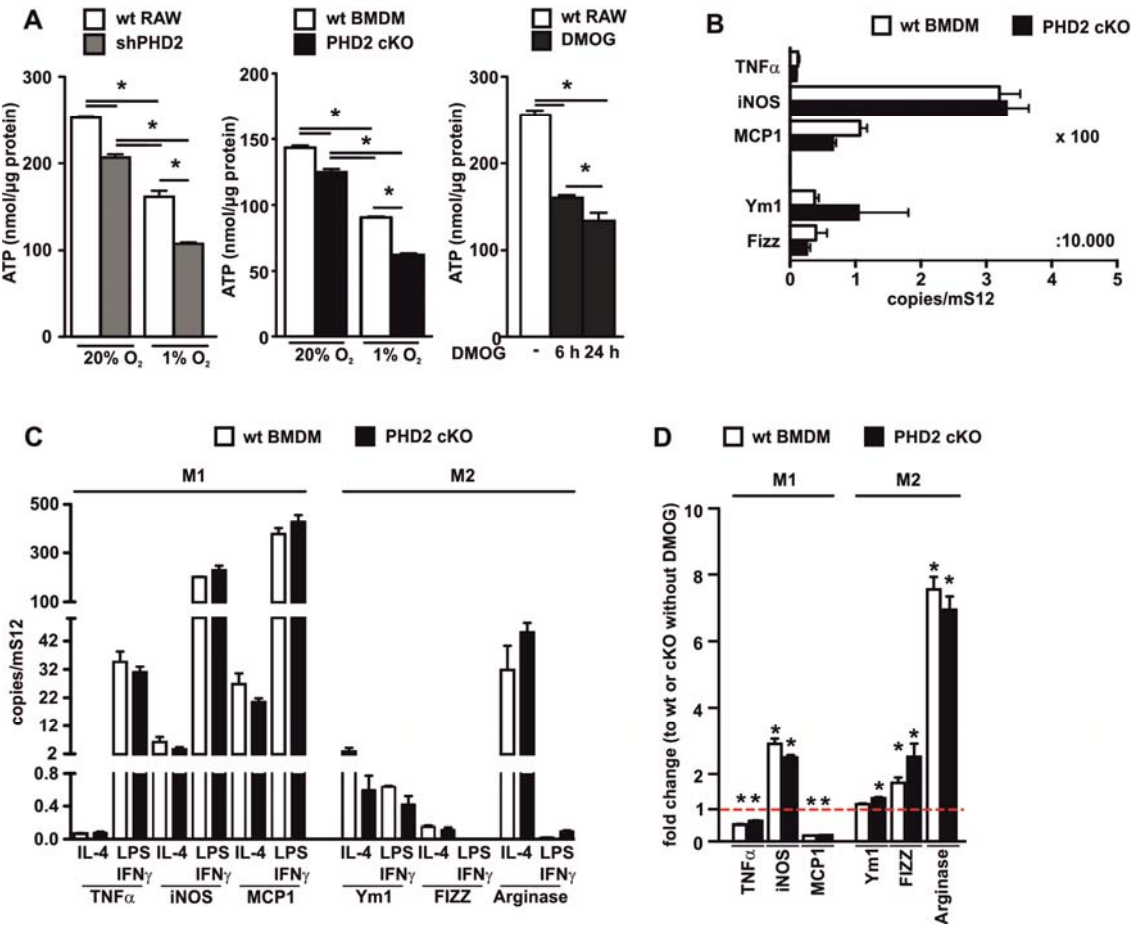 A
wt RAW
shPHD2
ATP (nmol/µg protein)
300
200
100
0
*
*
*
20% O₂ 1% O₂
wt BMDM
PHD2 cKO
ATP (nmol/µg protein)
200
150
100
50
0
*
*
*
20% O₂ 1% O₂
wt RAW
DMOG
ATP (nmol/µg protein)
300
200
100
0
*
*
DMOG - 6 h 24 h
B
wt BMDM PHD2 cKO
TNFα
iNOS
MCP1
x 100
Ym1
Fizz
:10.000
0 1 2 3 4 5
copies/mS12
C
wt BMDM PHD2 cKO
M1 M2
copies/mS12
500
300
100
42
32
22
12
2
0.8
0.4
0.0
IL-4 LPS IL-4 LPS IL-4 LPS IL-4 LPS IL-4 LPS IL-4 LPS
IFNγ IFNγ IFNγ IFNγ IFNγ IFNγ
TNFα iNOS MCP1 Ym1 FIZZ Arginase
D
wt BMDM PHD2 cKO
M1 M2
fold change (to wt or cKO without DMOG)
10
8
6
4
2
1
0
* * * * * * * * * * *
TNFα
iNOS
MCP1
Ym1
FIZZ
Arginase